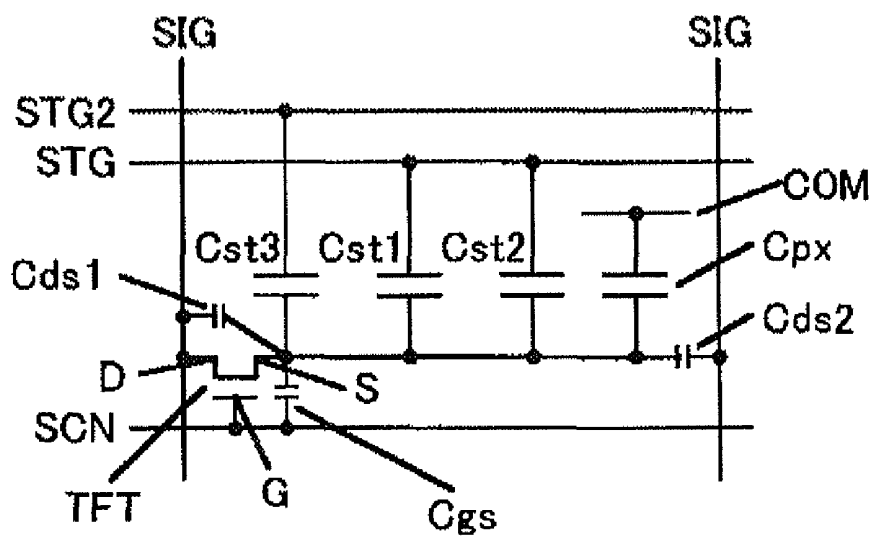 SIG SIG
STG2
STG
COM
Cst3 Cst1 Cst2
Cpx
Cds1
Cds2
D
S
SCN
TFT
G
Cgs